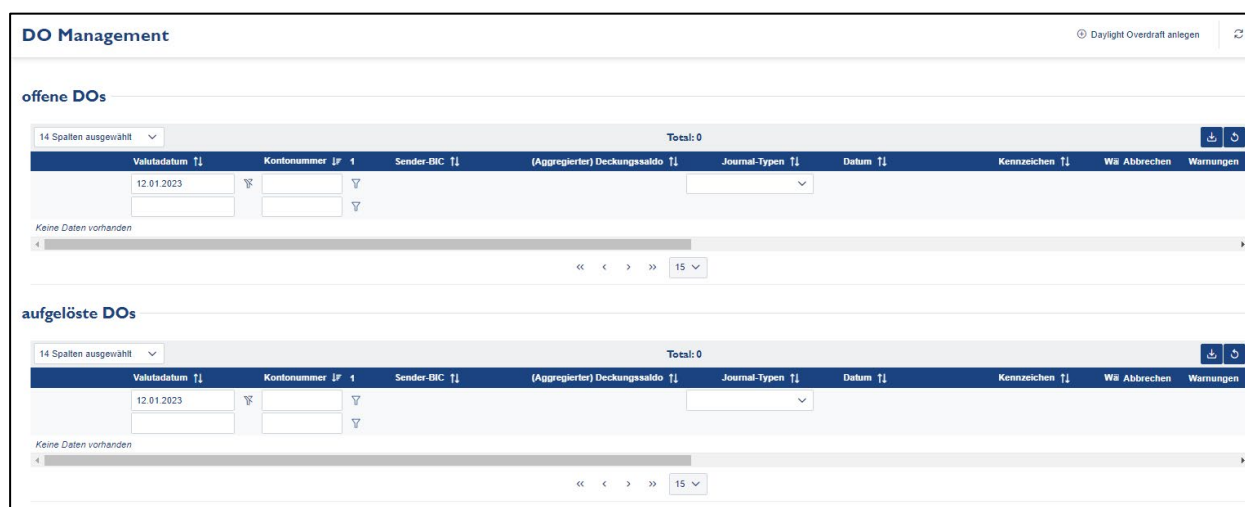 DO Management
Daylight Overdraft anlegen
offene DOs
14 Spalten ausgewählt
Total: 0
Valutadatum Kontonummer 1 Sender-BIC (Aggregierter) Deckungssaldo Journal-Typen Datum Kennzeichen Wä Abbrechen Warnungen
12.01.2023
Keine Daten vorhanden
15
aufgelöste DOs
14 Spalten ausgewählt
Total: 0
Valutadatum Kontonummer 1 Sender-BIC (Aggregierter) Deckungssaldo Journal-Typen Datum Kennzeichen Wä Abbrechen Warnungen
12.01.2023
Keine Daten vorhanden
15